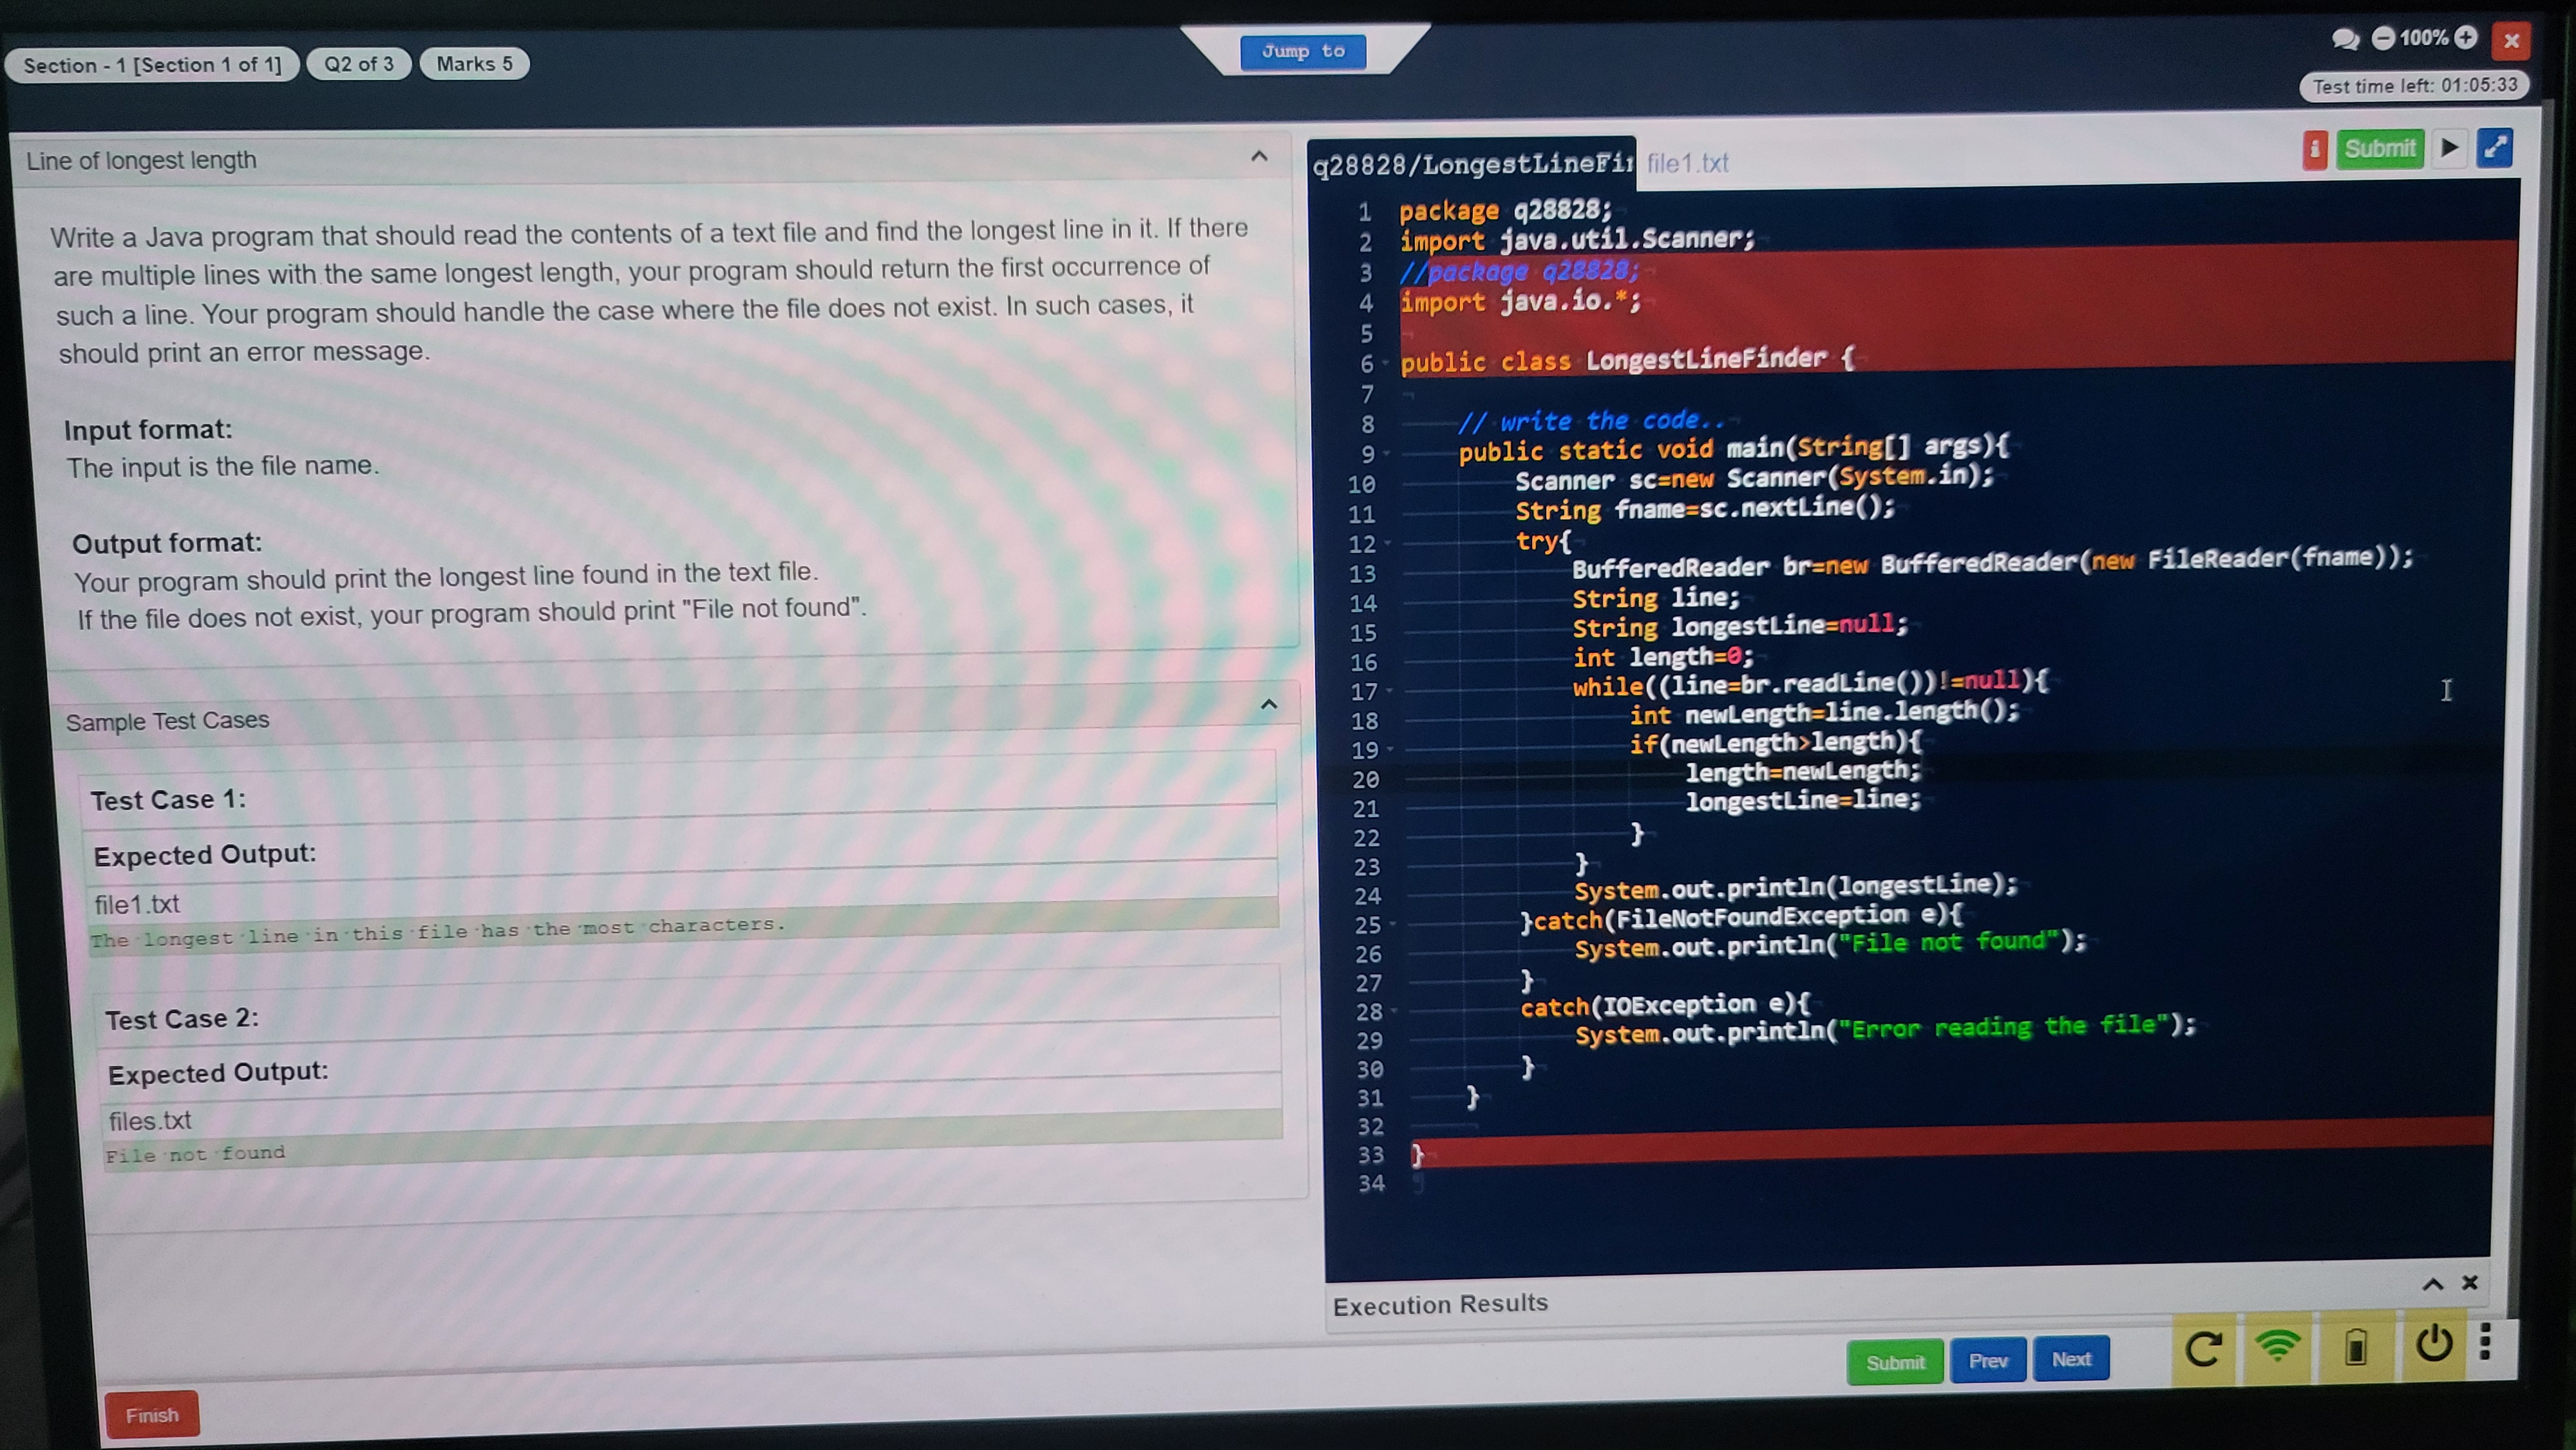 Section - 1 [Section 1 of 1] Q2 of 3 Marks 5
Jump to
100%
Test time left: 01:05:33
Line of longest length
Write a Java program that should read the contents of a text file and find the longest line in it. If there
are multiple lines with the same longest length, your program should return the first occurrence of
such a line. Your program should handle the case where the file does not exist. In such cases, it
should print an error message.
Input format:
The input is the file name.
Output format:
Your program should print the longest line found in the text file.
If the file does not exist, your program should print "File not found".
Sample Test Cases
Test Case 1:
Expected Output:
file1.txt
The longest line in this file has the most characters.
Test Case 2:
Expected Output:
files.txt
File not found
Finish
q28828/LongestLineFi file1.txt
Submit
1 package q28828;
2 import java.util.Scanner;
3 //package q28828;
4 import java.io.*;
5
6 public class LongestLineFinder {
7
8 // write the code..
9 public static void main(String[] args){
10 Scanner sc=new Scanner(System.in);
11 String fname=sc.nextLine();
12 try{
13 BufferedReader br=new BufferedReader(new FileReader(fname));
14 String line;
15 String longestLine=null;
16 int length=0;
17 while((line=br.readLine())!=null){
18 int newLength=line.length();
19 if(newLength>length){
20 length=newLength;
21 longestLine=line;
22 }
23 }
24 System.out.println(longestLine);
25 }catch(FileNotFoundException e){
26 System.out.println("File not found");
27 }
28 catch(IOException e){
29 System.out.println("Error reading the file");
30 }
31 }
32
33 }
34
Execution Results
Submit Prev Next